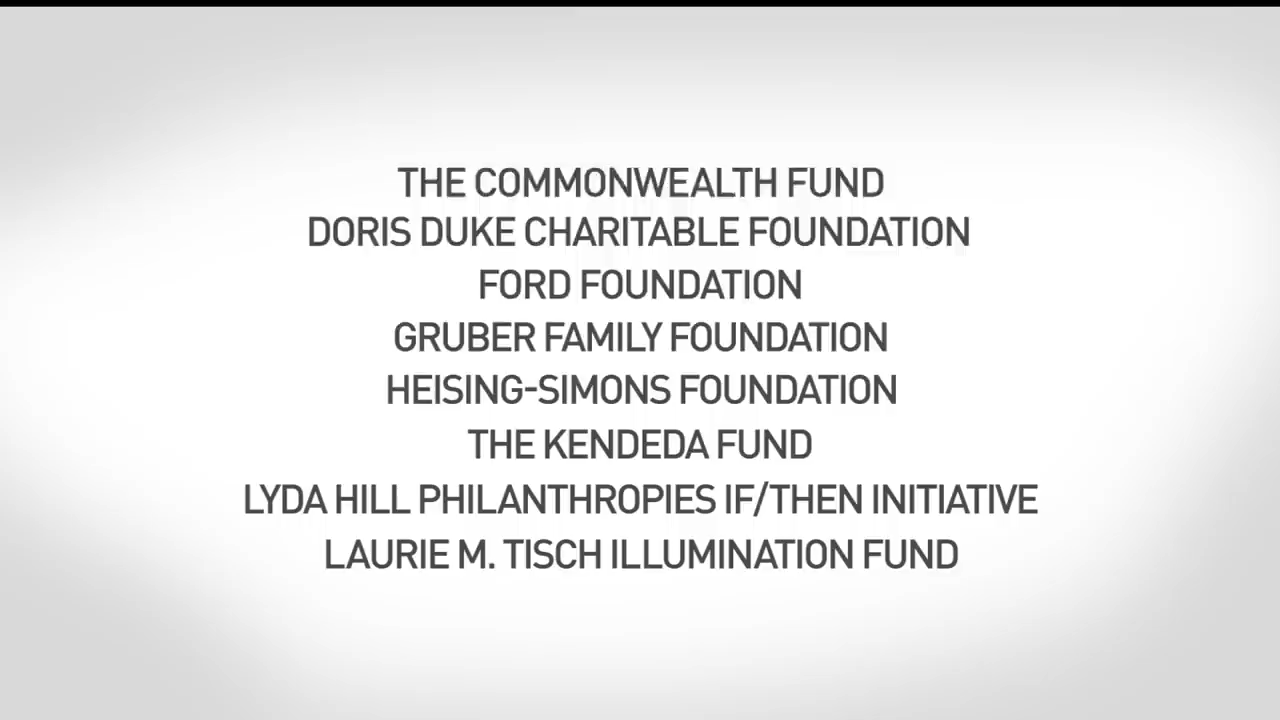 THE COMMONWEALTH FUND
DORIS DUKE CHARITABLE FOUNDATION
FORD FOUNDATION
GRUBER FAMILY FOUNDATION
HEISING-SIMONS FOUNDATION
THE KENDEDA FUND
LYDA HILL PHILANTHROPIES IF/THEN INITIATIVE
LAURIE M. TISCH ILLUMINATION FUND